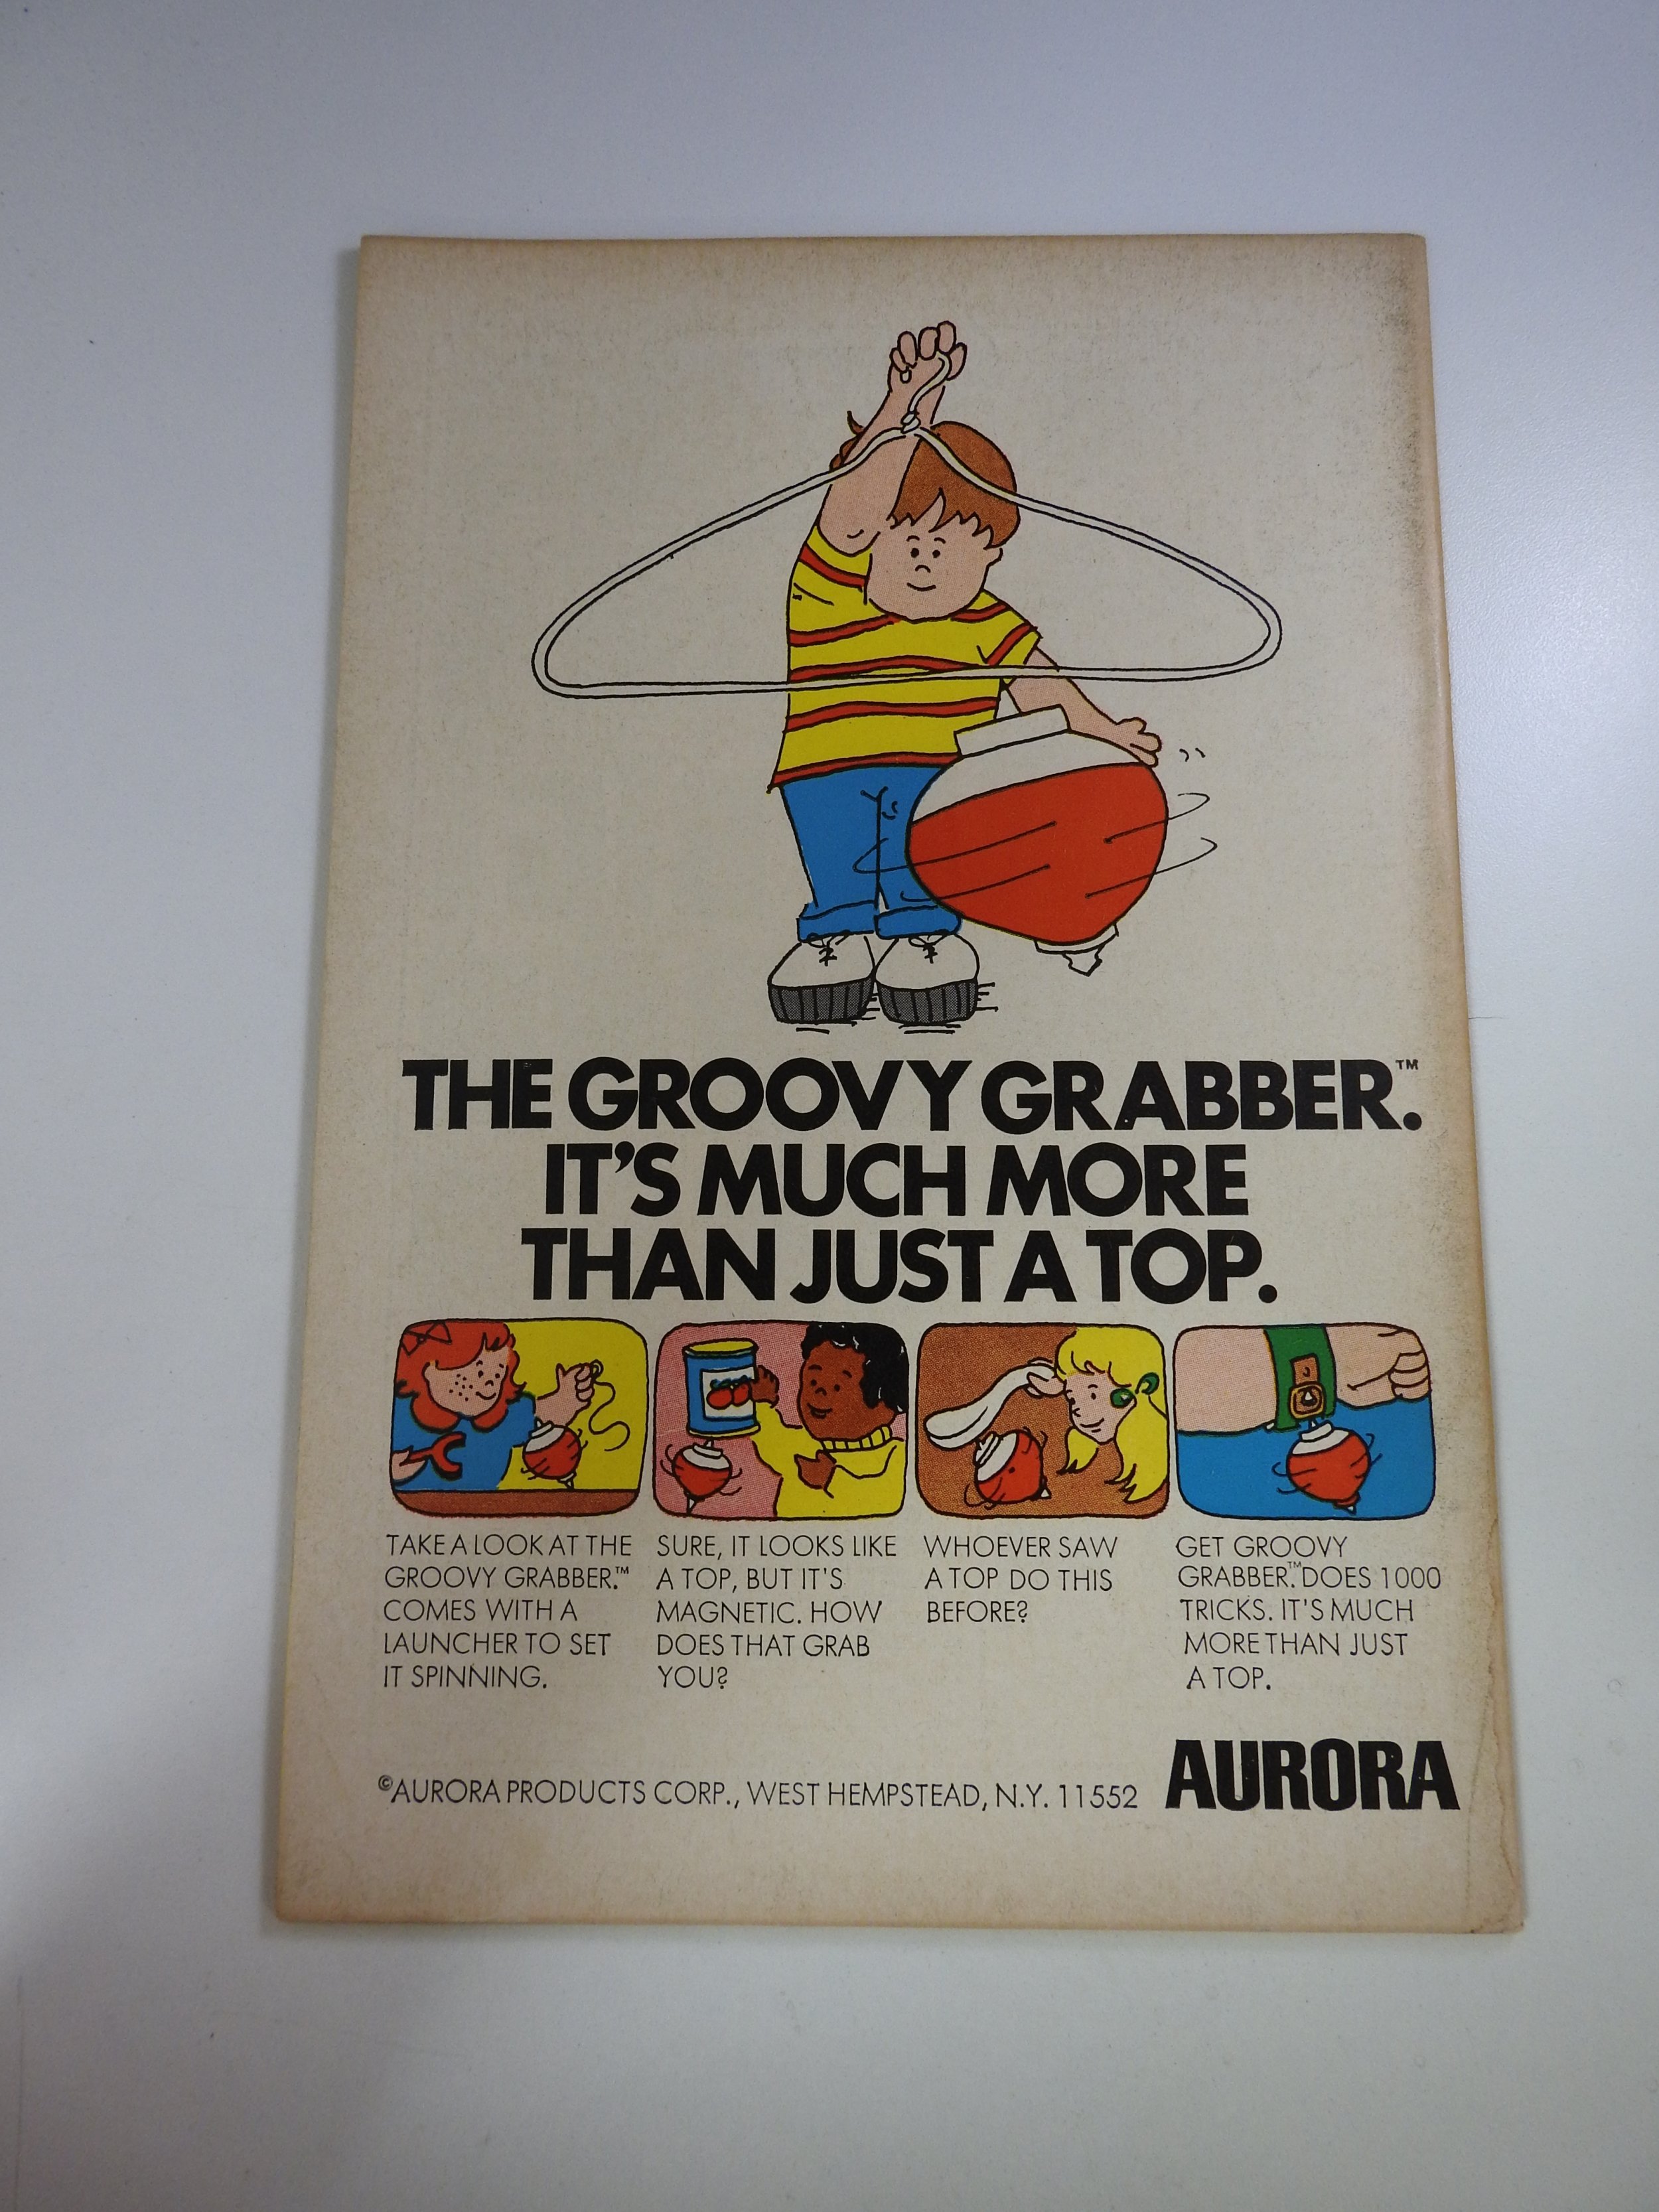 THE GROOVY GRABBER.™
IT'S MUCH MORE
THAN JUST A TOP.
TAKE A LOOK AT THE
GROOVY GRABBER.™
COMES WITH A
LAUNCHER TO SET
IT SPINNING.
SURE, IT LOOKS LIKE
A TOP, BUT IT'S
MAGNETIC. HOW
DOES THAT GRAB
YOU?
WHOEVER SAW
A TOP DO THIS
BEFORE?
GET GROOVY
GRABBER.™ DOES 1000
TRICKS. IT'S MUCH
MORE THAN JUST
A TOP.
©AURORA PRODUCTS CORP., WEST HEMPSTEAD, N.Y. 11552
AURORA